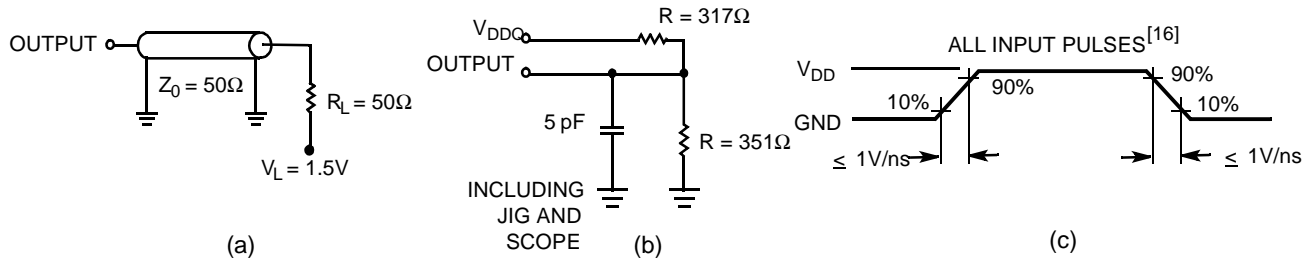 OUTPUT
Z0 = 50Ω
RL = 50Ω
VL = 1.5V
(a)
R = 317Ω
VDDQ
OUTPUT
5 pF
R = 351Ω
INCLUDING
JIG AND
SCOPE
(b)
ALL INPUT PULSES[16]
VDD
90%
90%
10%
10%
GND
≤ 1V/ns
≤ 1V/ns
(c)